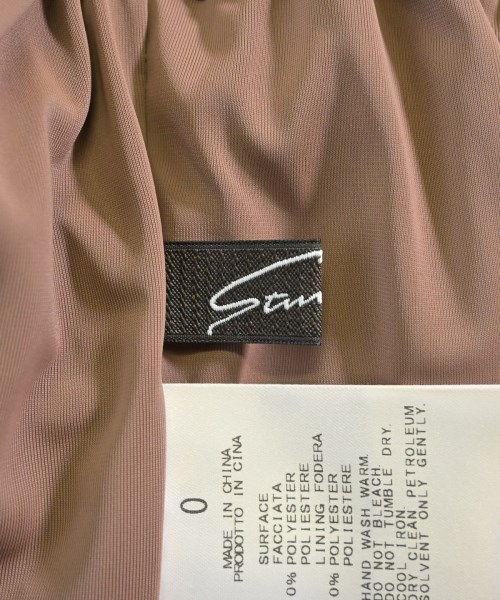 Stu
0
MADE IN CHINA
PRODOTTO IN CINA
SURFACE
FACCIATA
0% POLYESTER
POLIESTERE
LINING FODERA
0% POLYESTER
POLIESTERE
HAND WASH WARM.
DO NOT BLEACH.
DO NOT TUMBLE DRY.
COOL IRON.
DRY CLEAN PETROLEUM
SOLVENT ONLY GENTLY.